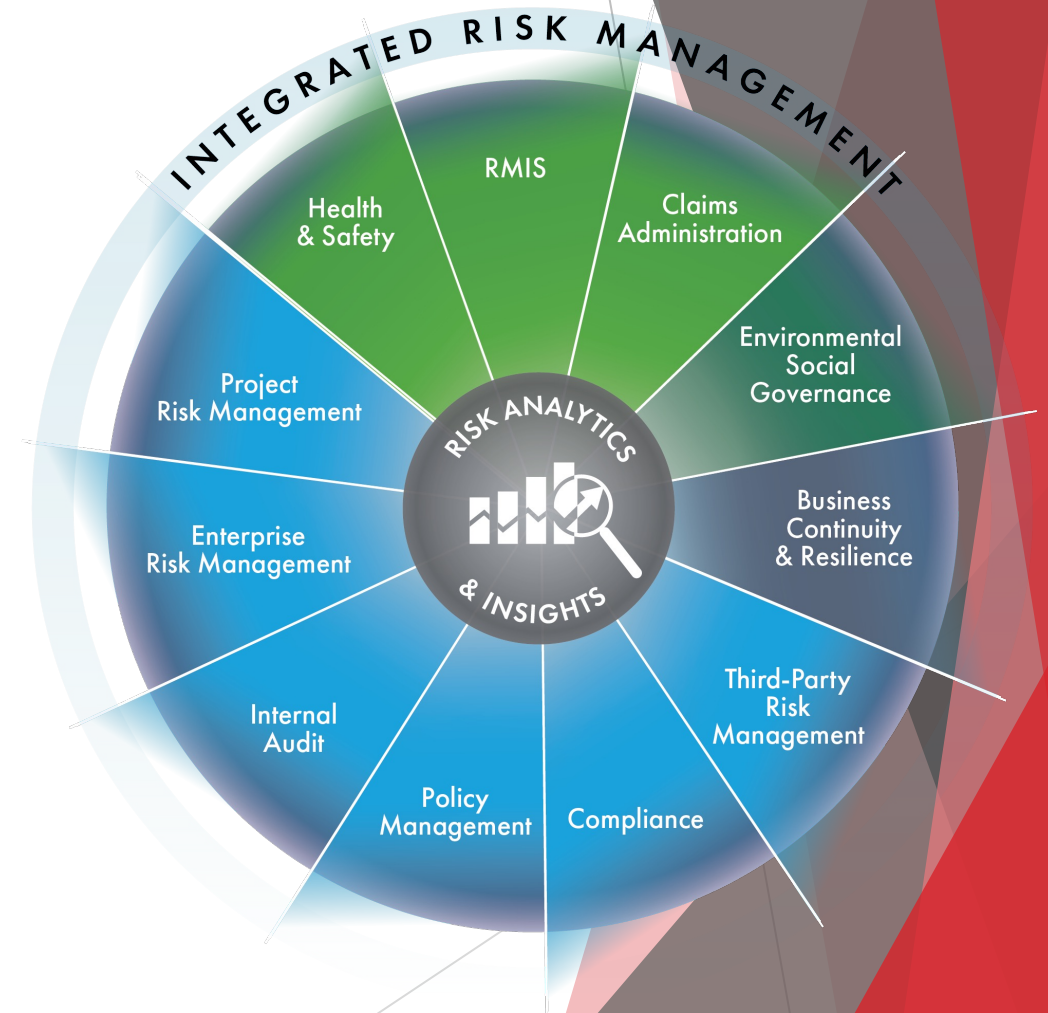 INTEGRATED RISK MANAGEMENT
RMIS
Health
& Safety
Claims
Administration
Environmental
Social
Governance
Project
Risk Management
RISK ANALYTICS
& INSIGHTS
Business
Continuity
& Resilience
Enterprise
Risk Management
Third-Party
Risk
Management
Internal
Audit
Policy
Management
Compliance